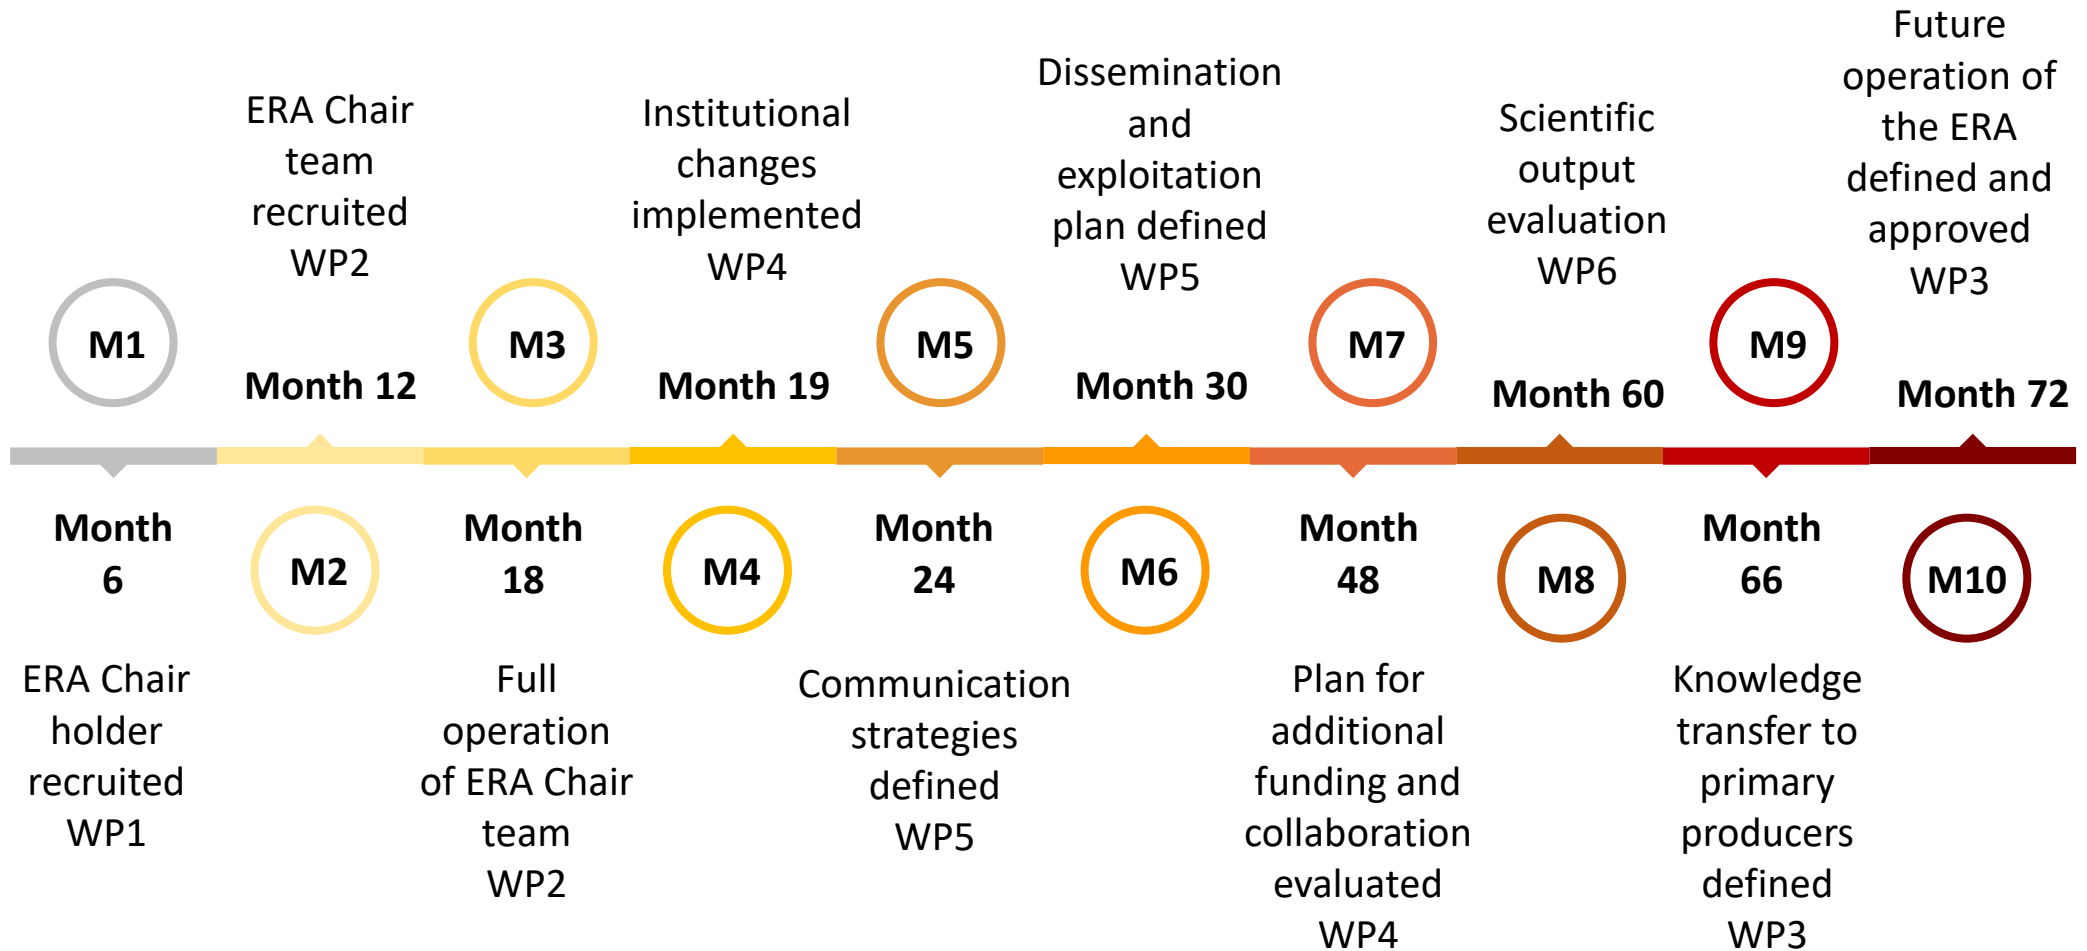 M1
Month
6
ERA Chair
holder
recruited
WP1
ERA Chair
team
recruited
WP2
Month 12
M2
M3
Month
18
Full
operation
of ERA Chair
team
WP2
Institutional
changes
implemented
WP4
Month 19
M4
M5
Month
24
Communication
strategies
defined
WP5
Dissemination
and
exploitation
plan defined
WP5
Month 30
M6
M7
Month
48
Plan for
additional
funding and
collaboration
evaluated
WP4
Scientific
output
evaluation
WP6
Month 60
M8
M9
Month
66
Knowledge
transfer to
primary
producers
defined
WP3
Future
operation of
the ERA
defined and
approved
WP3
Month 72
M10